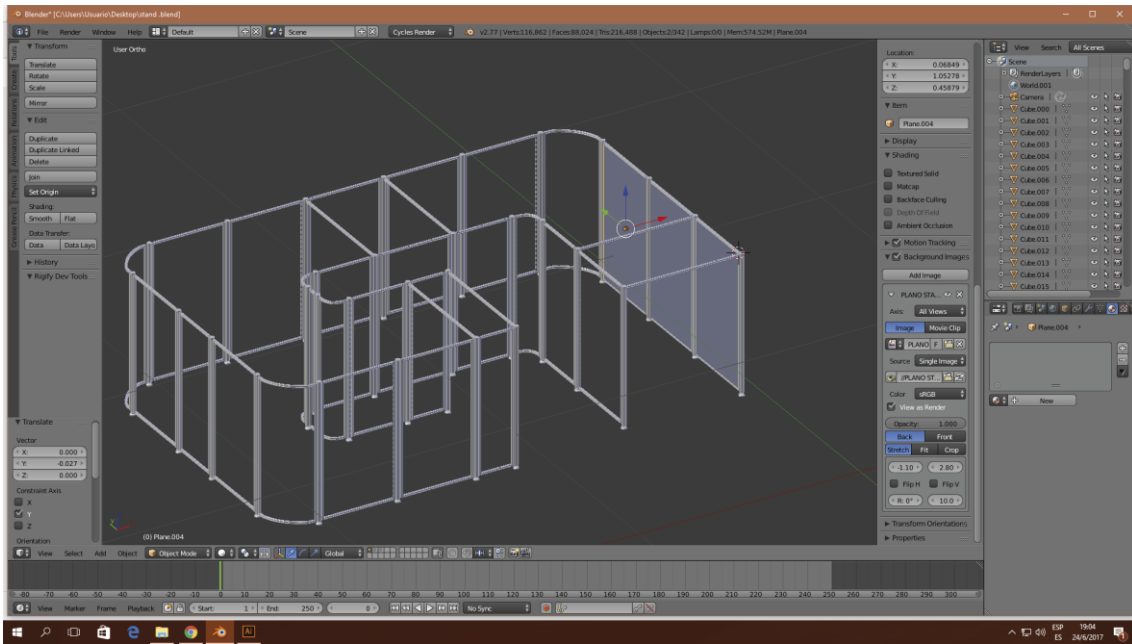 Blender* [C:\Users\Usuario\Desktop\stand .blend]
File Render Window Help Default Scene Cycles Render v2.77 | Verts:116,862 | Faces:88,024 | Tris:216,488 | Objects:2/342 | Lamps:0/0 | Mem:574.52M | Plane.004
Tools
Create
Relations
Animation
Physics
Grease Pencil
Transform
Translate
Rotate
Scale
Mirror
Edit
Duplicate
Duplicate Linked
Delete
Join
Set Origin
Shading:
Smooth Flat
Data Transfer:
Data Data Layo
History
Rigify Dev Tools
Translate
Vector
X: 0.000
Y: -0.027
Z: 0.000
Constraint Axis
X
Y
Z
Orientation
User Ortho
(0) Plane.004
Location:
X: 0.06849
Y: 1.05278
Z: 0.45879
Item
Plane.004
Display
Shading
Textured Solid
Matcap
Backface Culling
Depth Of Field
Ambient Occlusion
Motion Tracking
Background Images
Add Image
PLANO STA...
Axis: All Views
Image Movie Clip
PLANO F
Source Single Image
//PLANO ST...
Color sRGB
View as Render
Opacity: 1.000
Back Front
Stretch Fit Crop
-1.10 2.80
Flip H Flip V
R: 0° 10.0
Transform Orientations
Properties
View Search All Scenes
Scene
RenderLayers
World.001
Camera
Cube.000
Cube.001
Cube.002
Cube.003
Cube.004
Cube.005
Cube.006
Cube.007
Cube.008
Cube.009
Cube.010
Cube.011
Cube.012
Cube.013
Cube.014
Cube.015
Plane.004
New
View Select Add Object Object Mode Global
-80 -70 -60 -50 -40 -30 -20 -10 0 10 20 30 40 50 60 70 80 90 100 110 120 130 140 150 160 170 180 190 200 210 220 230 240 250 260 270 280 290 300
View Marker Frame Playback Start: 1 End: 250 0 No Sync
Ai
ESP 19:04
ES 24/6/2017